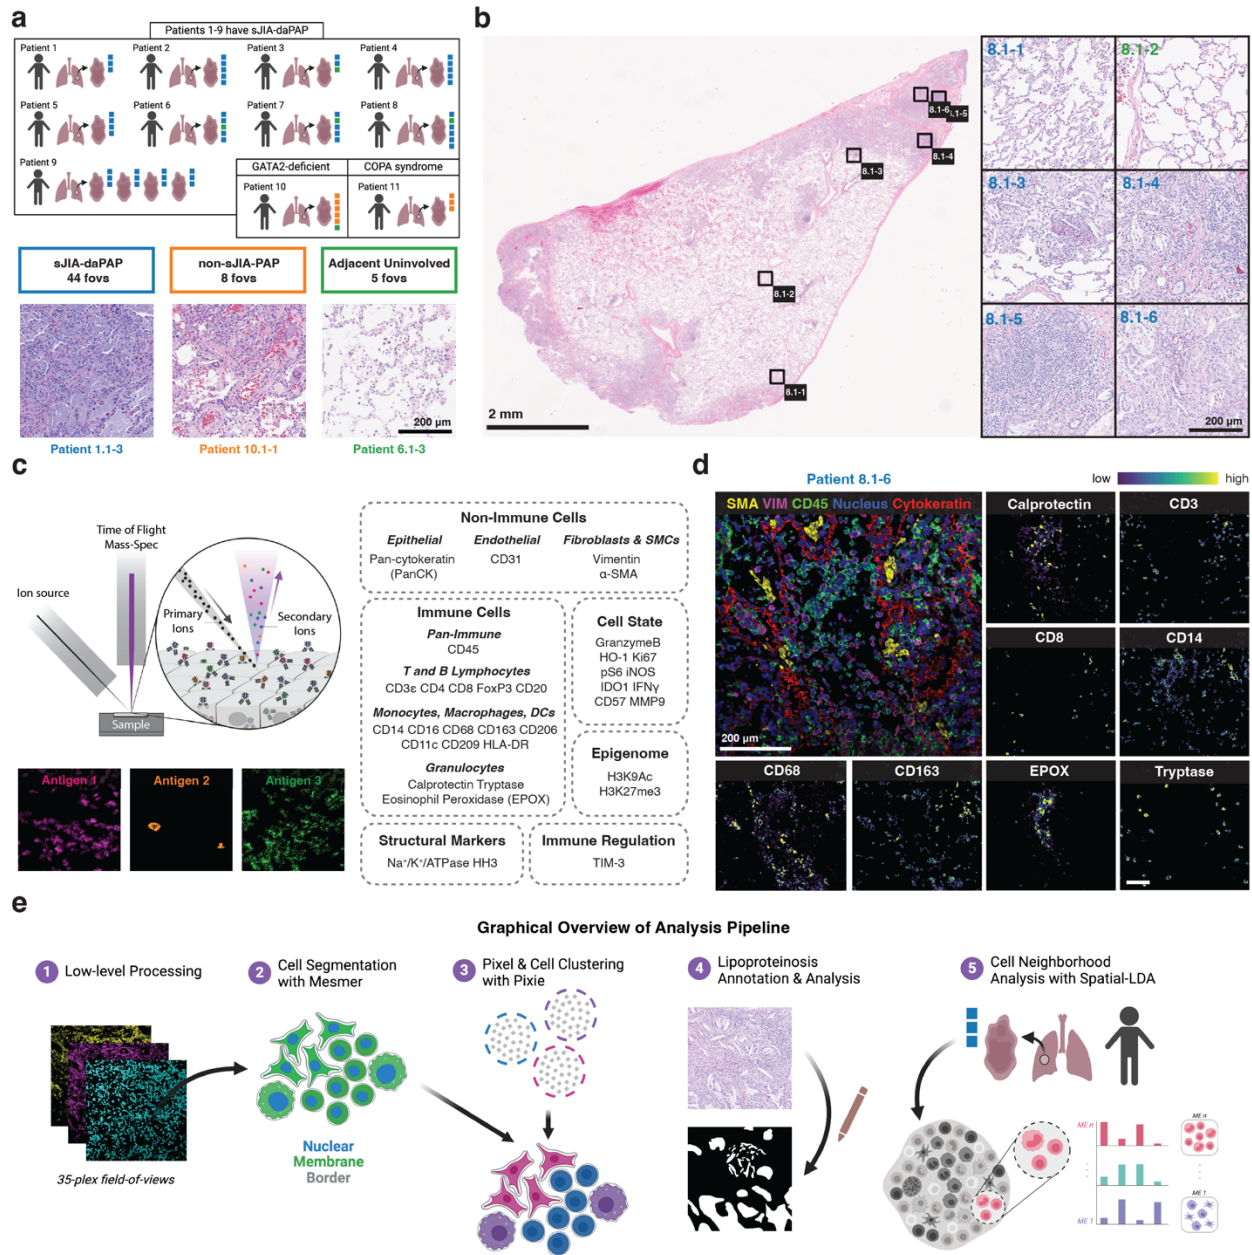 a
Patients 1-9 have sJIA-daPAP
Patient 1
Patient 2
Patient 3
Patient 4
Patient 5
Patient 6
Patient 7
Patient 8
Patient 9
GATA2-deficient
COPA syndrome
Patient 10
Patient 11
sJIA-daPAP
44 fovs
non-sJIA-PAP
8 fovs
Adjacent Uninvolved
5 fovs
200 µm
Patient 1.1-3
Patient 10.1-1
Patient 6.1-3
b
8.1-6
8.1-4
8.1-3
8.1-2
8.1-1
2 mm
8.1-1
8.1-2
8.1-3
8.1-4
8.1-5
8.1-6
200 µm
c
Time of Flight
Mass-Spec
Ion source
Primary
Ions
Secondary
Ions
Sample
Antigen 1
Antigen 2
Antigen 3
Non-Immune Cells
Epithelial
Pan-cytokeratin
(PanCK)
Endothelial
CD31
Fibroblasts & SMCs
Vimentin
α-SMA
Immune Cells
Pan-Immune
CD45
T and B Lymphocytes
CD3ε CD4 CD8 FoxP3 CD20
Monocytes, Macrophages, DCs
CD14 CD16 CD68 CD163 CD206
CD11c CD209 HLA-DR
Granulocytes
Calprotectin Tryptase
Eosinophil Peroxidase (EPOX)
Cell State
GranzymeB
HO-1 Ki67
pS6 iNOS
IDO1 IFNγ
CD57 MMP9
Epigenome
H3K9Ac
H3K27me3
Structural Markers
Na⁺/K⁺/ATPase HH3
Immune Regulation
TIM-3
d
Patient 8.1-6
low
high
SMA VIM CD45 Nucleus Cytokeratin
200 µm
Calprotectin
CD3
CD8
CD14
CD68
CD163
EPOX
Tryptase
e
Graphical Overview of Analysis Pipeline
1 Low-level Processing
35-plex field-of-views
2 Cell Segmentation
with Mesmer
Nuclear
Membrane
Border
3 Pixel & Cell Clustering
with Pixie
4 Lipoproteinosis
Annotation & Analysis
5 Cell Neighborhood
Analysis with Spatial-LDA
ME n
ME n
ME 1
ME 1